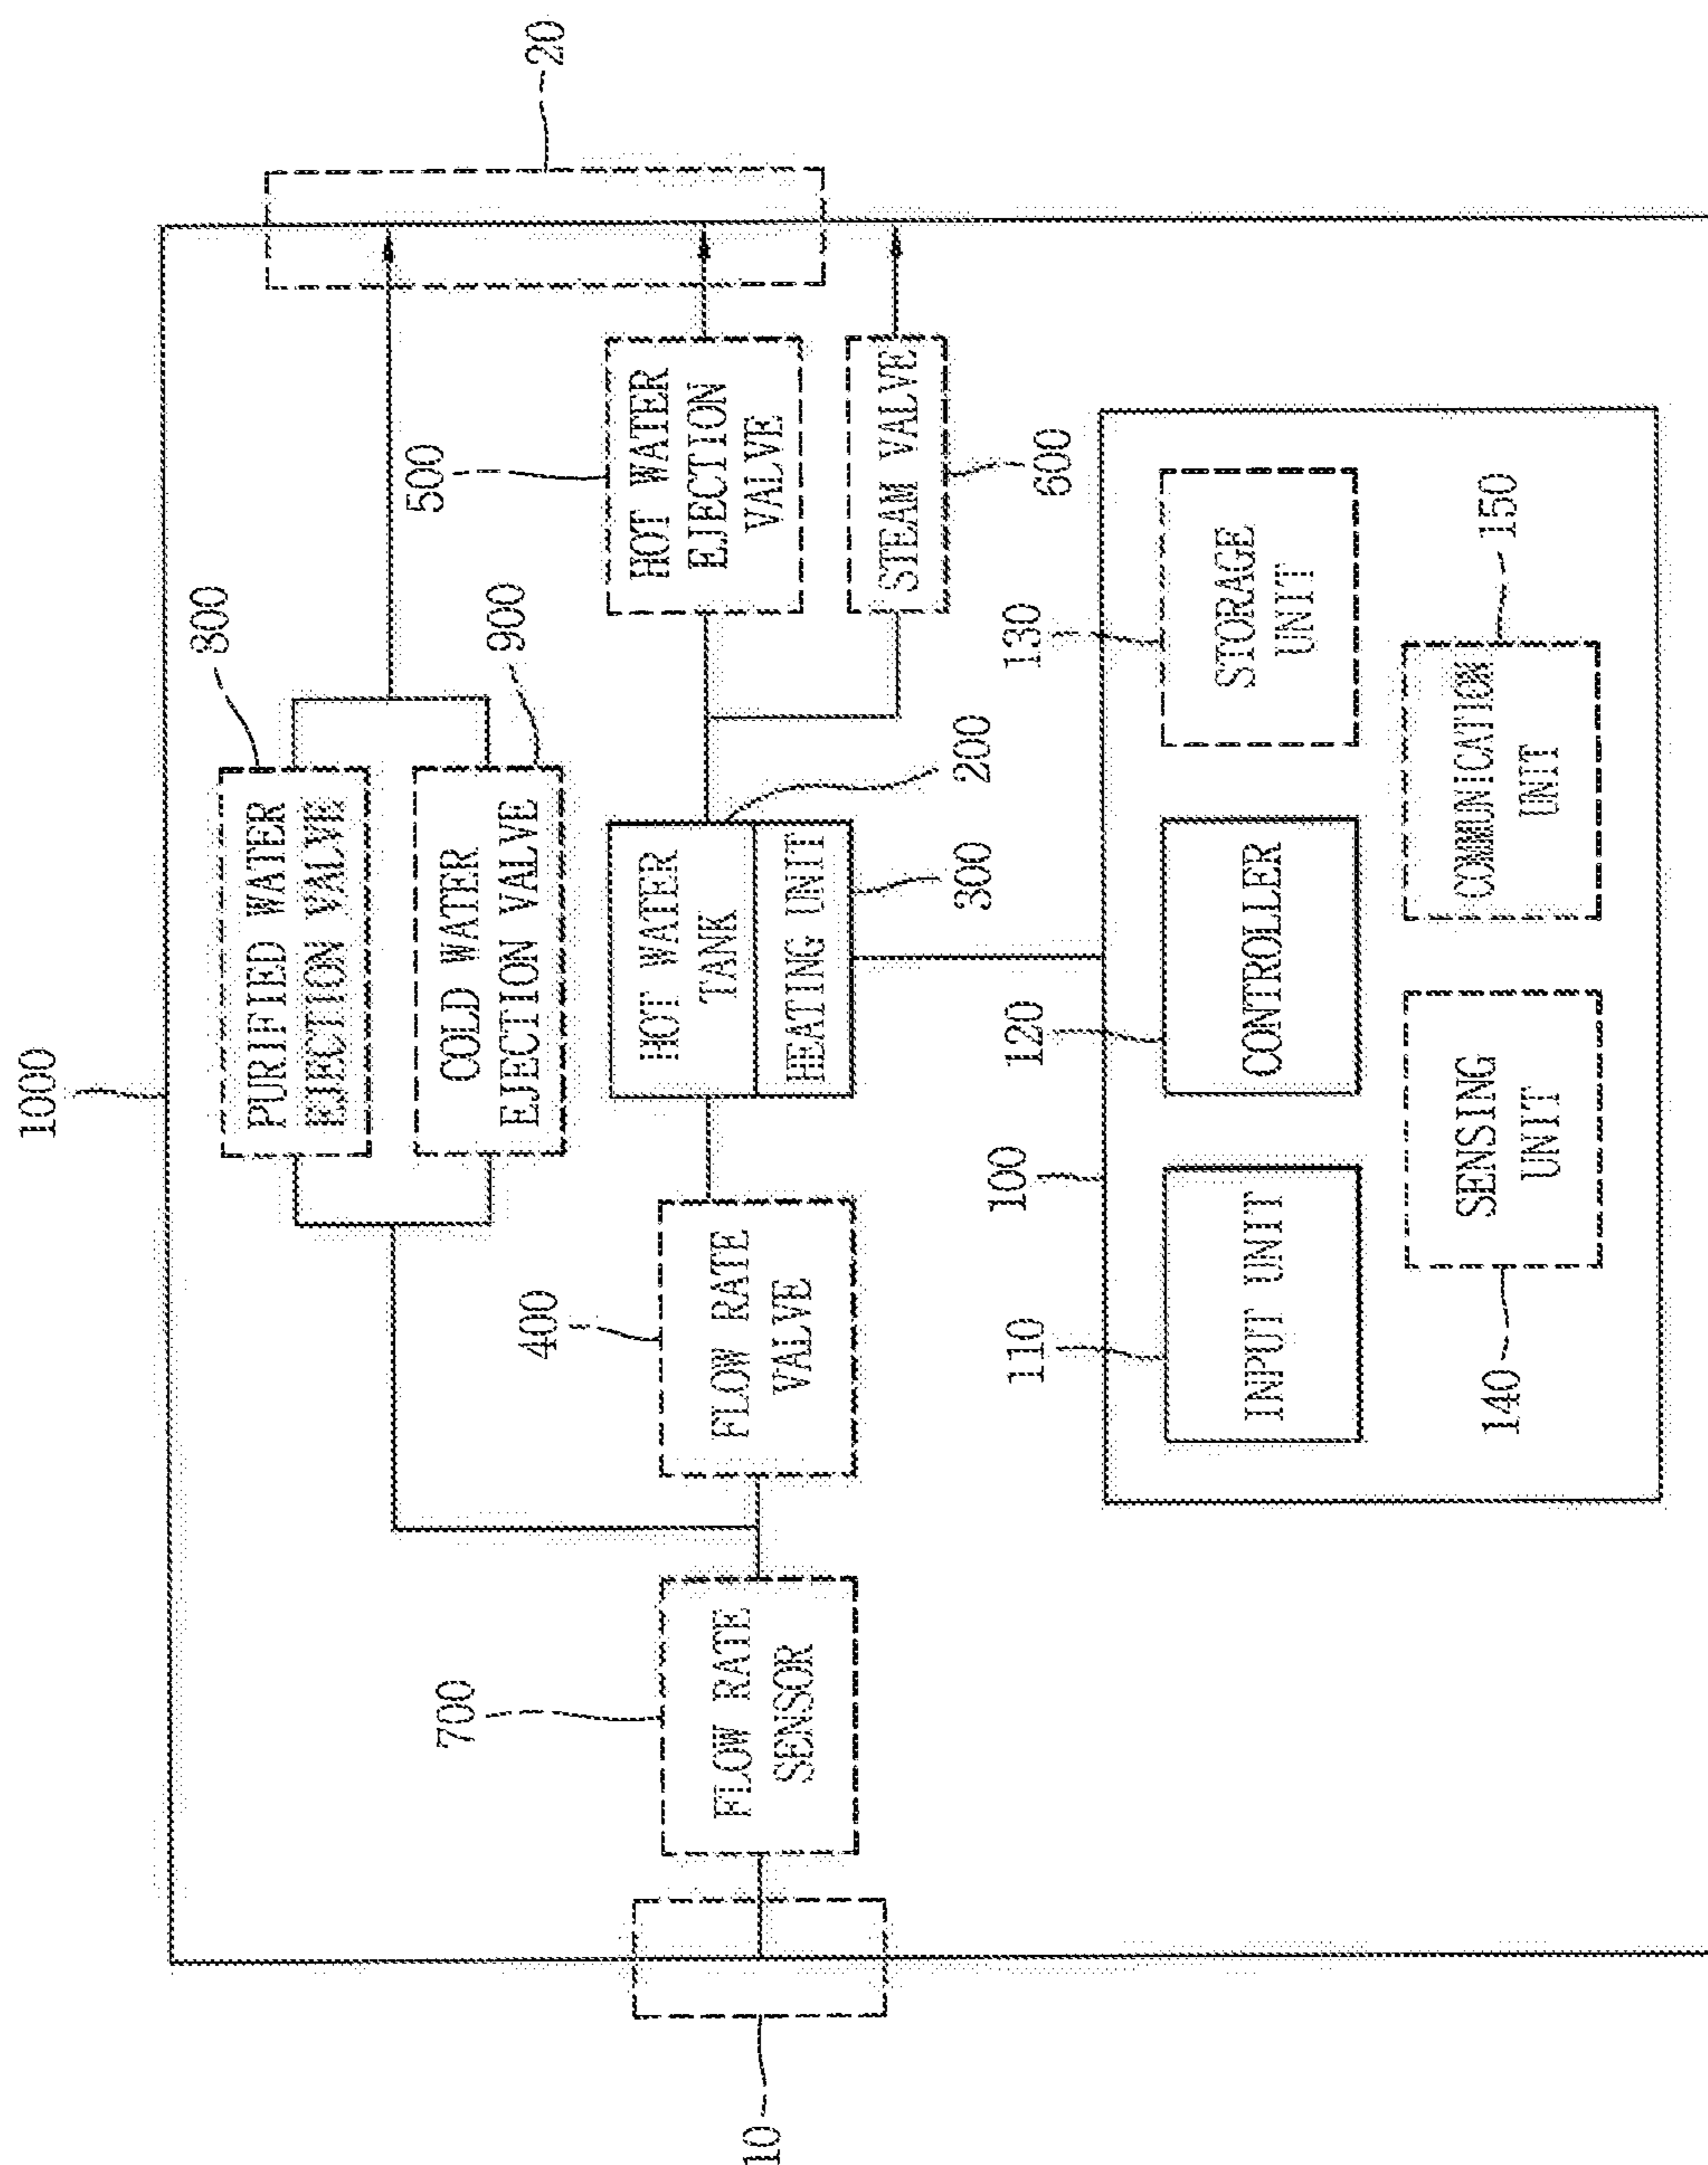 1000
20
800
PURIFIED WATER
EJECTION VALVE
500
900
COLD WATER
EJECTION VALVE
HOT WATER
EJECTION
VALVE
400
HOT WATER
TANK
200
700
FLOW RATE
SENSOR
FLOW RATE
VALVE
HEATING UNIT
300
STEAM VALVE
600
10
100
110
120
130
INPUT UNIT
CONTROLLER
STORAGE
UNIT
SENSING
UNIT
COMMUNICATION
UNIT
140
150